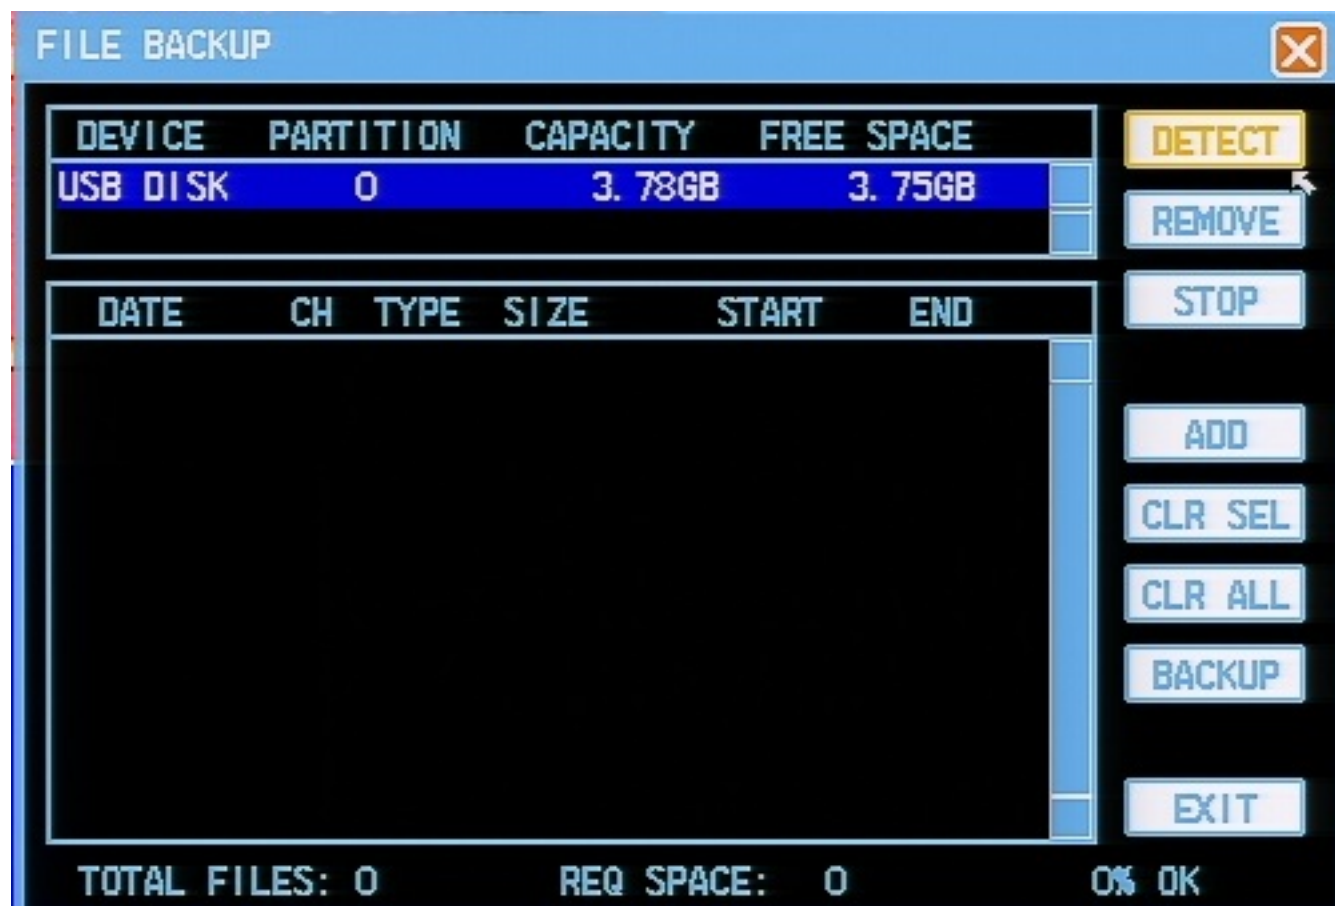 FILE BACKUP
DEVICE PARTITION CAPACITY FREE SPACE
USB DISK 0 3.78GB 3.75GB
DETECT
REMOVE
STOP
DATE CH TYPE SIZE START END
ADD
CLR SEL
CLR ALL
BACKUP
EXIT
TOTAL FILES: 0 REQ SPACE: 0 0% OK